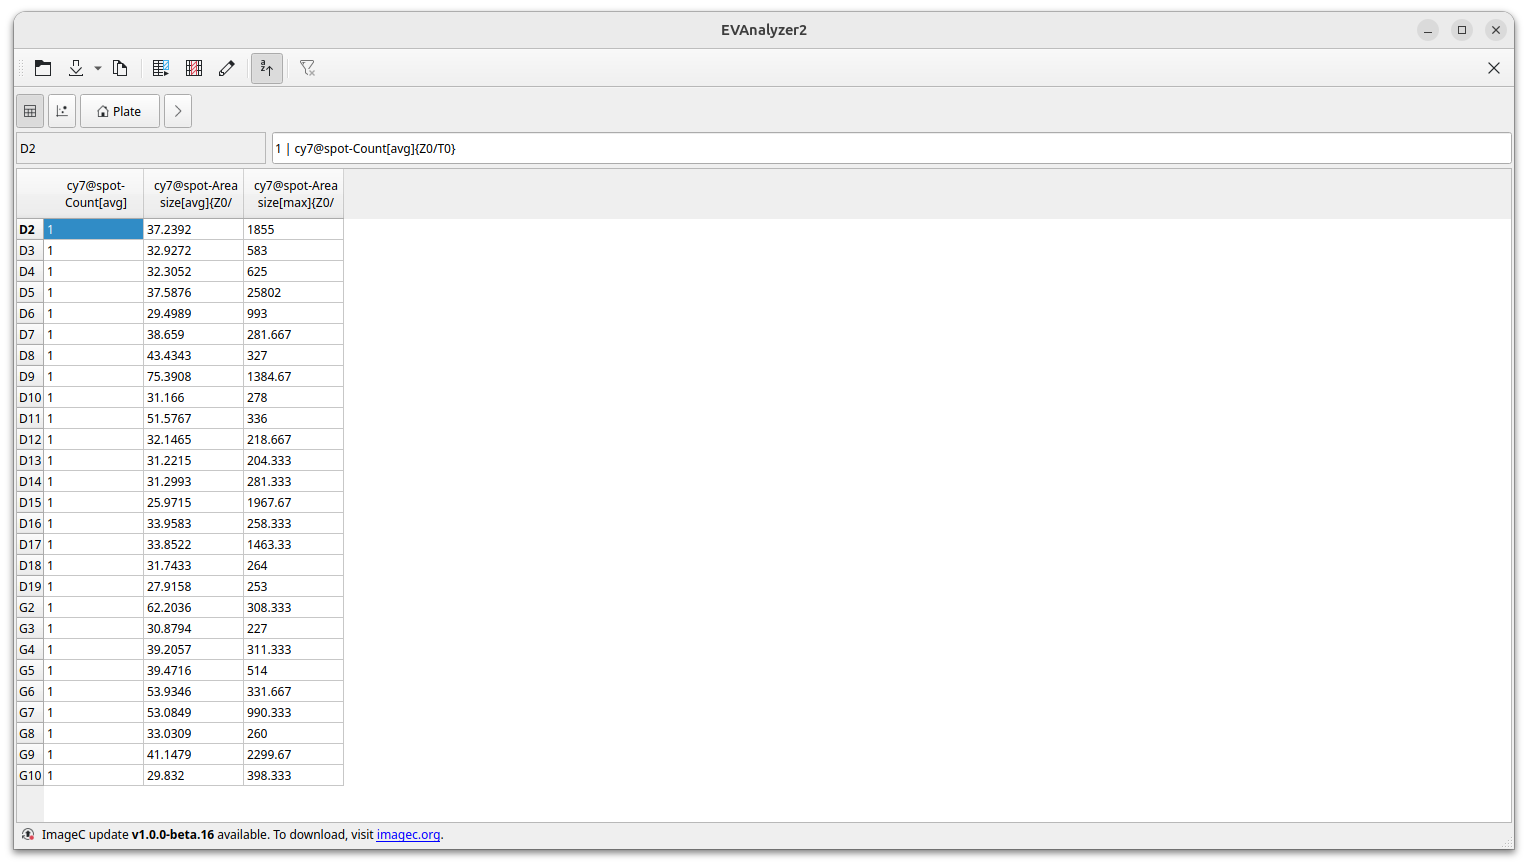 EVAnalyzer2
Plate
D2
1 | cy7@spot-Count[avg]{Z0/T0}
cy7@spot-Count[avg] cy7@spot-Area size[avg]{Z0/ cy7@spot-Area size[max]{Z0/
D2 1 37.2392 1855
D3 1 32.9272 583
D4 1 32.3052 625
D5 1 37.5876 25802
D6 1 29.4989 993
D7 1 38.659 281.667
D8 1 43.4343 327
D9 1 75.3908 1384.67
D10 1 31.166 278
D11 1 51.5767 336
D12 1 32.1465 218.667
D13 1 31.2215 204.333
D14 1 31.2993 281.333
D15 1 25.9715 1967.67
D16 1 33.9583 258.333
D17 1 33.8522 1463.33
D18 1 31.7433 264
D19 1 27.9158 253
G2 1 62.2036 308.333
G3 1 30.8794 227
G4 1 39.2057 311.333
G5 1 39.4716 514
G6 1 53.9346 331.667
G7 1 53.0849 990.333
G8 1 33.0309 260
G9 1 41.1479 2299.67
G10 1 29.832 398.333
ImageC update v1.0.0-beta.16 available. To download, visit imagec.org.